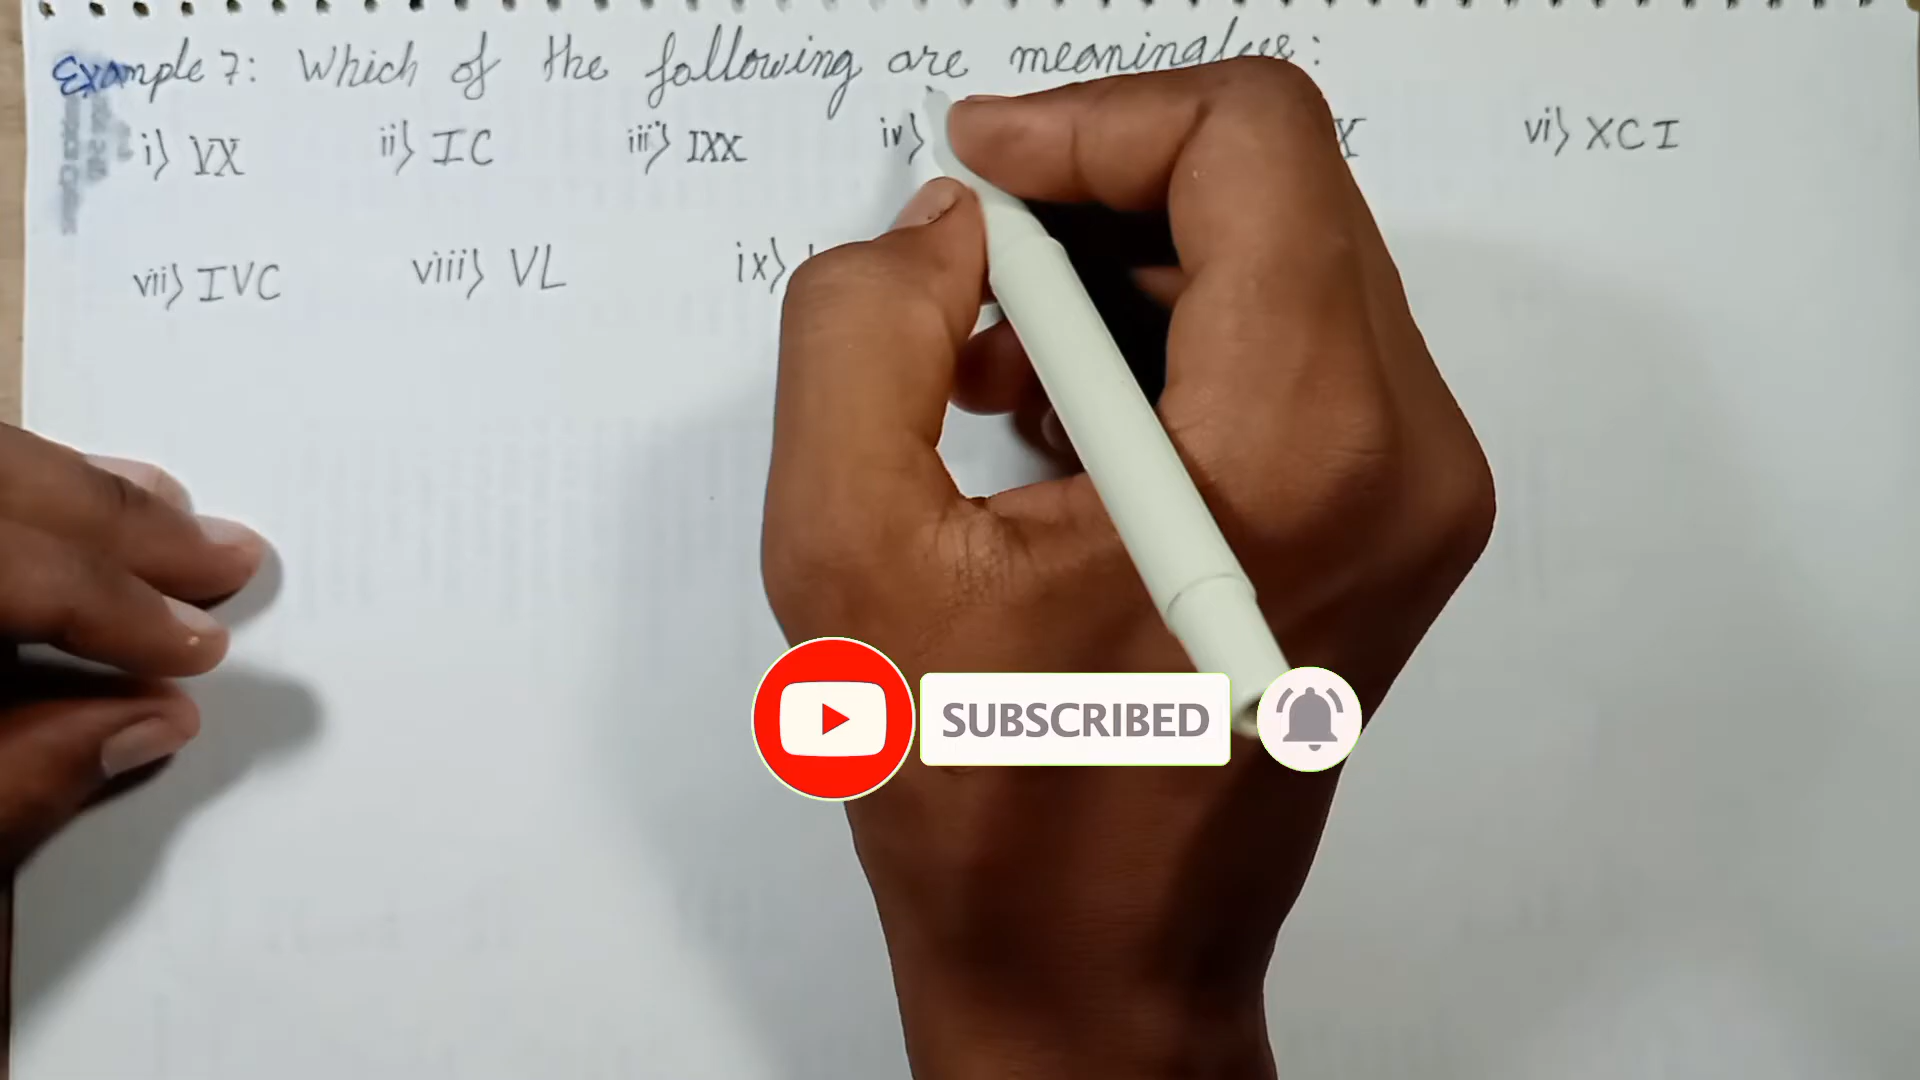 Example 7: Which of the following are meaningless:
i) VX ii) IC iii) IXX iv) X vi) XCI
vii) IVC viii) VL ix)
SUBSCRIBED